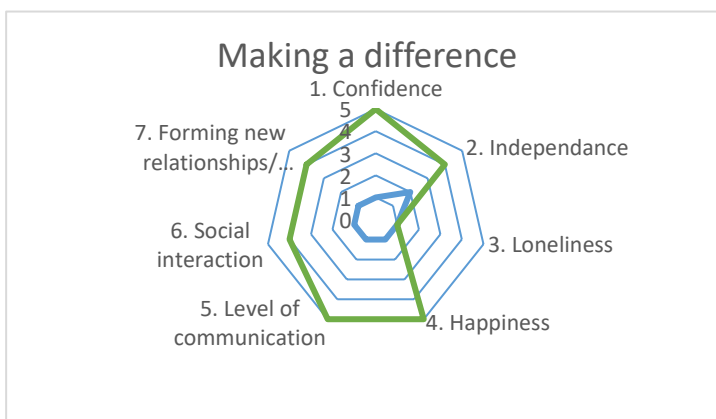 Making a difference
1. Confidence
5
4
3
2
1
0
2. Independance
3. Loneliness
4. Happiness
5. Level of
communication
6. Social
interaction
7. Forming new
relationships/...